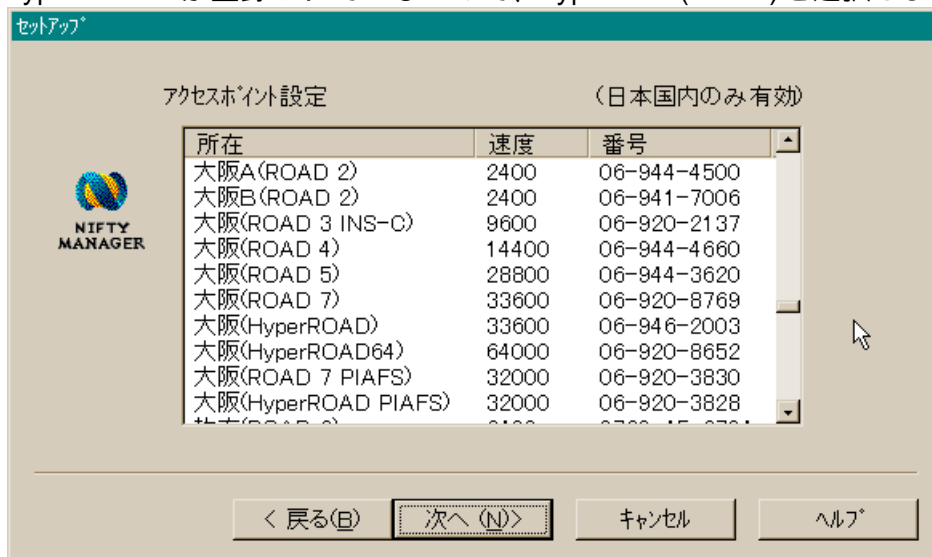 セットアップ
アクセスポイント設定 (日本国内のみ有効)
所在 速度 番号
大阪A(ROAD 2) 2400 06-944-4500
大阪B(ROAD 2) 2400 06-941-7006
大阪(ROAD 3 INS-C) 9600 06-920-2137
大阪(ROAD 4) 14400 06-944-4660
大阪(ROAD 5) 28800 06-944-3620
大阪(ROAD 7) 33600 06-920-8769
大阪(HyperROAD) 33600 06-946-2003
大阪(HyperROAD64) 64000 06-920-8652
大阪(ROAD 7 PIAFS) 32000 06-920-3830
大阪(HyperROAD PIAFS) 32000 06-920-3828
NIFTY
MANAGER
< 戻る(B) 次へ (N)> キャンセル ヘルプ